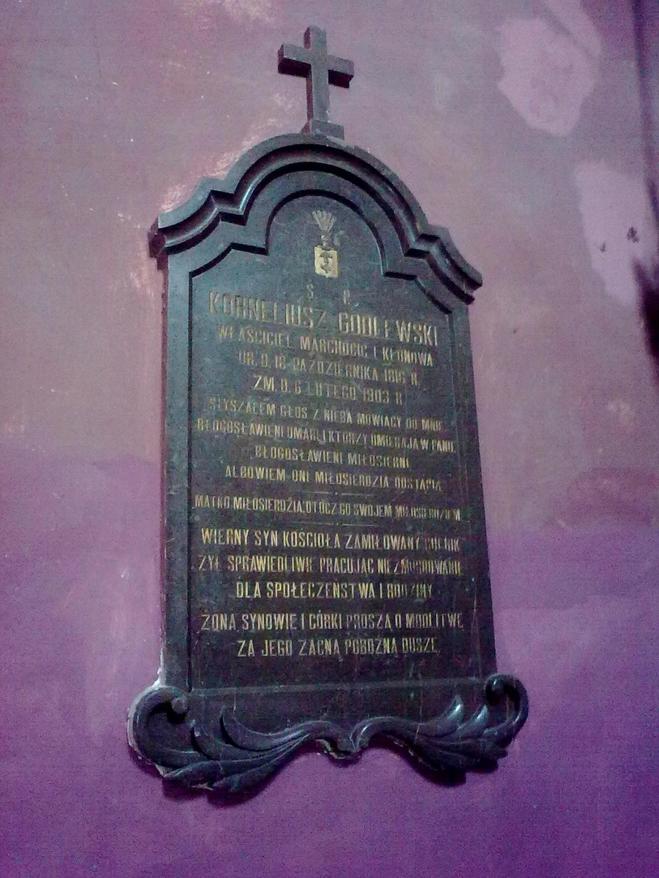 Ś P.
KORNELIUSZ GODLEWSKI
WŁAŚCICIEL MARCHOCIC I KLONOWA
UR. D. 16 PAŹDZIERNIKA 1816 R.
ZM. D. 6 LUTEGO 1903 R.
SŁYSZAŁEM GŁOS Z NIEBA MÓWIĄCY DO MNIE
BŁOGOSŁAWIENI UMARLI KTÓRZY UMIERAJĄ W PANU
BŁOGOSŁAWIENI MIŁOSIERNI
ALBOWIEM ONI MIŁOSIERDZIA DOSTĄPIĄ
MATKO MIŁOSIERDZIA, OTOCZ GO SWOJEM MIŁOSIERDZIEM
WIERNY SYN KOŚCIOŁA ZAMIŁOWANY ROLNIK
ŻYŁ SPRAWIEDLIWIE PRACUJĄC NIEZMORDOWANIE
DLA SPOŁECZEŃSTWA I RODZINY
ŻONA SYNOWIE I CÓRKI PROSZĄ O MODLITWĘ
ZA JEGO ZACNĄ POBOŻNĄ DUSZĘ.